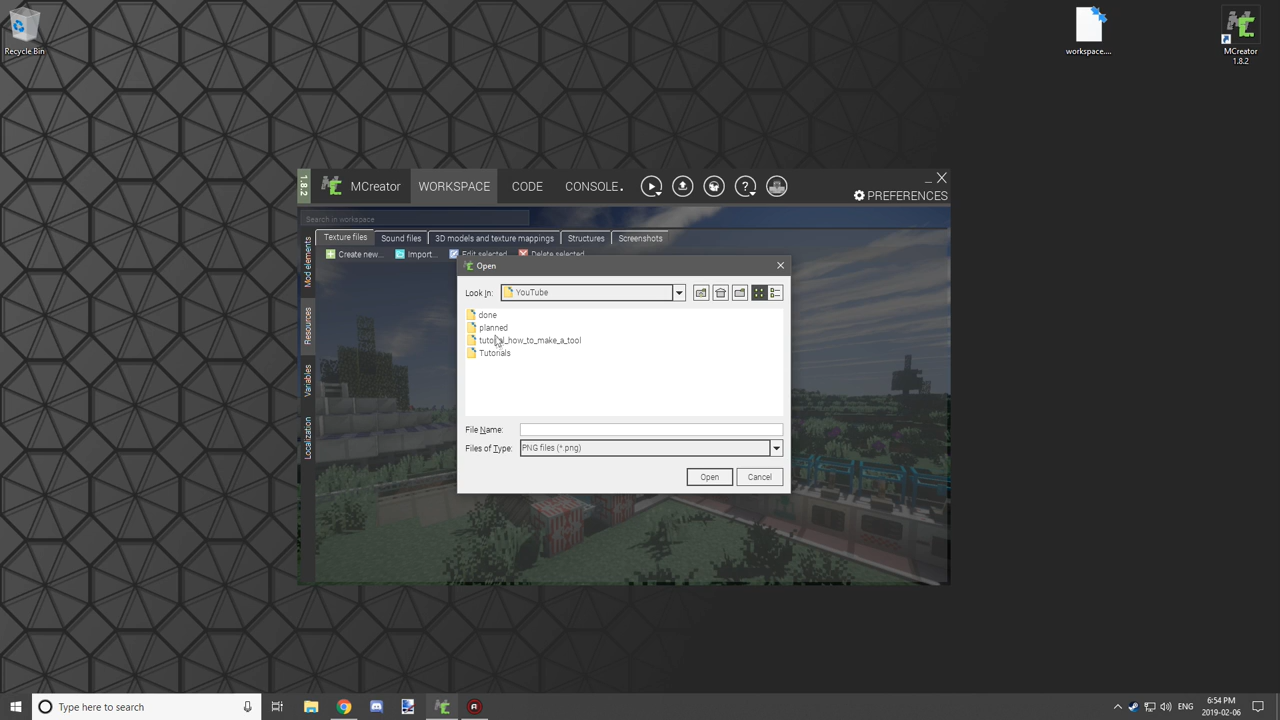 Recycle Bin
workspace....
MCreator
1.8.2
1.8.2
MCreator
WORKSPACE
CODE
CONSOLE.
PREFERENCES
Search in workspace
Texture files
Sound files
3D models and texture mappings
Structures
Screenshots
Create new...
Import...
Edit selected
Delete selected
Mod elements
Resources
Variables
Localization
Open
Look In:
YouTube
done
planned
tutorial_how_to_make_a_tool
Tutorials
File Name:
Files of Type:
PNG files (*.png)
Open
Cancel
Type here to search
ENG
6:54 PM
2019-02-06